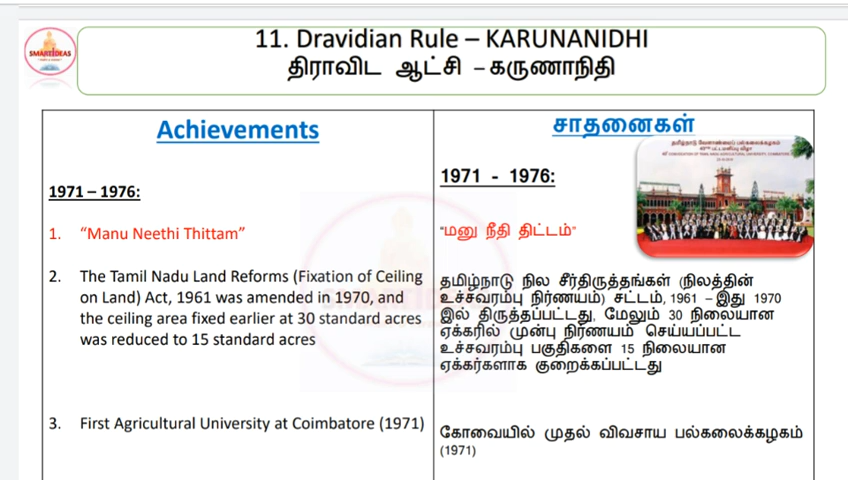 SMARTIDEAS
11. Dravidian Rule – KARUNANIDHI
திராவிட ஆட்சி – கருணாநிதி
Achievements
1971 – 1976:
1. “Manu Neethi Thittam”
2. The Tamil Nadu Land Reforms (Fixation of Ceiling
on Land) Act, 1961 was amended in 1970, and
the ceiling area fixed earlier at 30 standard acres
was reduced to 15 standard acres
3. First Agricultural University at Coimbatore (1971)
சாதனைகள்
தமிழ்நாடு வேளாண்மைப் பல்கலைக்கழகம்
1971 - 1976:
“மனு நீதி திட்டம்”
தமிழ்நாடு நில சீர்திருத்தங்கள் (நிலத்தின்
உச்சவரம்பு நிர்ணயம்) சட்டம், 1961 – இது 1970
இல் திருத்தப்பட்டது, மேலும் 30 நிலையான
ஏக்கரில் முன்பு நிர்ணயம் செய்யப்பட்ட
உச்சவரம்பு பகுதிகளை 15 நிலையான
ஏக்கர்களாக குறைக்கப்பட்டது
கோவையில் முதல் விவசாய பல்கலைக்கழகம்
(1971)